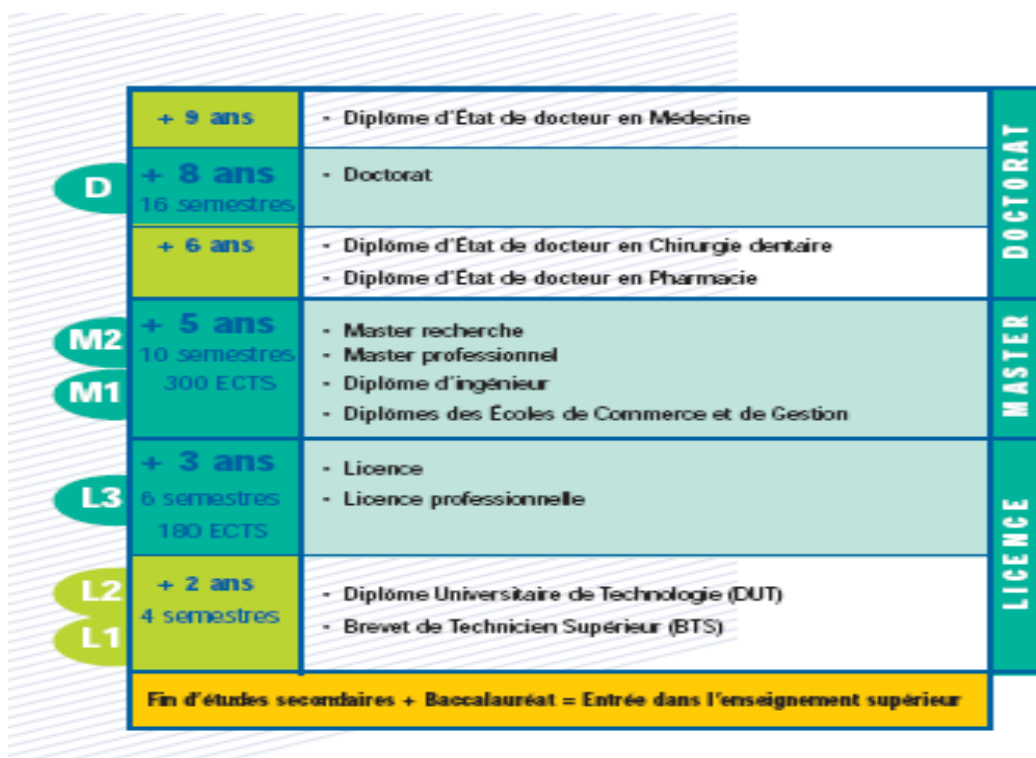 + 9 ans
- Diplôme d'État de docteur en Médecine
D
+ 8 ans
16 semestres
- Doctorat
+ 6 ans
- Diplôme d'État de docteur en Chirurgie dentaire
- Diplôme d'État de docteur en Pharmacie
DOCTORAT
M2
M1
+ 5 ans
10 semestres
300 ECTS
- Master recherche
- Master professionnel
- Diplôme d'ingénieur
- Diplômes des Écoles de Commerce et de Gestion
MASTER
L3
+ 3 ans
6 semestres
180 ECTS
- Licence
- Licence professionnelle
L2
L1
+ 2 ans
4 semestres
- Diplôme Universitaire de Technologie (DUT)
- Brevet de Technicien Supérieur (BTS)
LICENCE
Fin d'études secondaires + Baccalauréat = Entrée dans l'enseignement supérieur